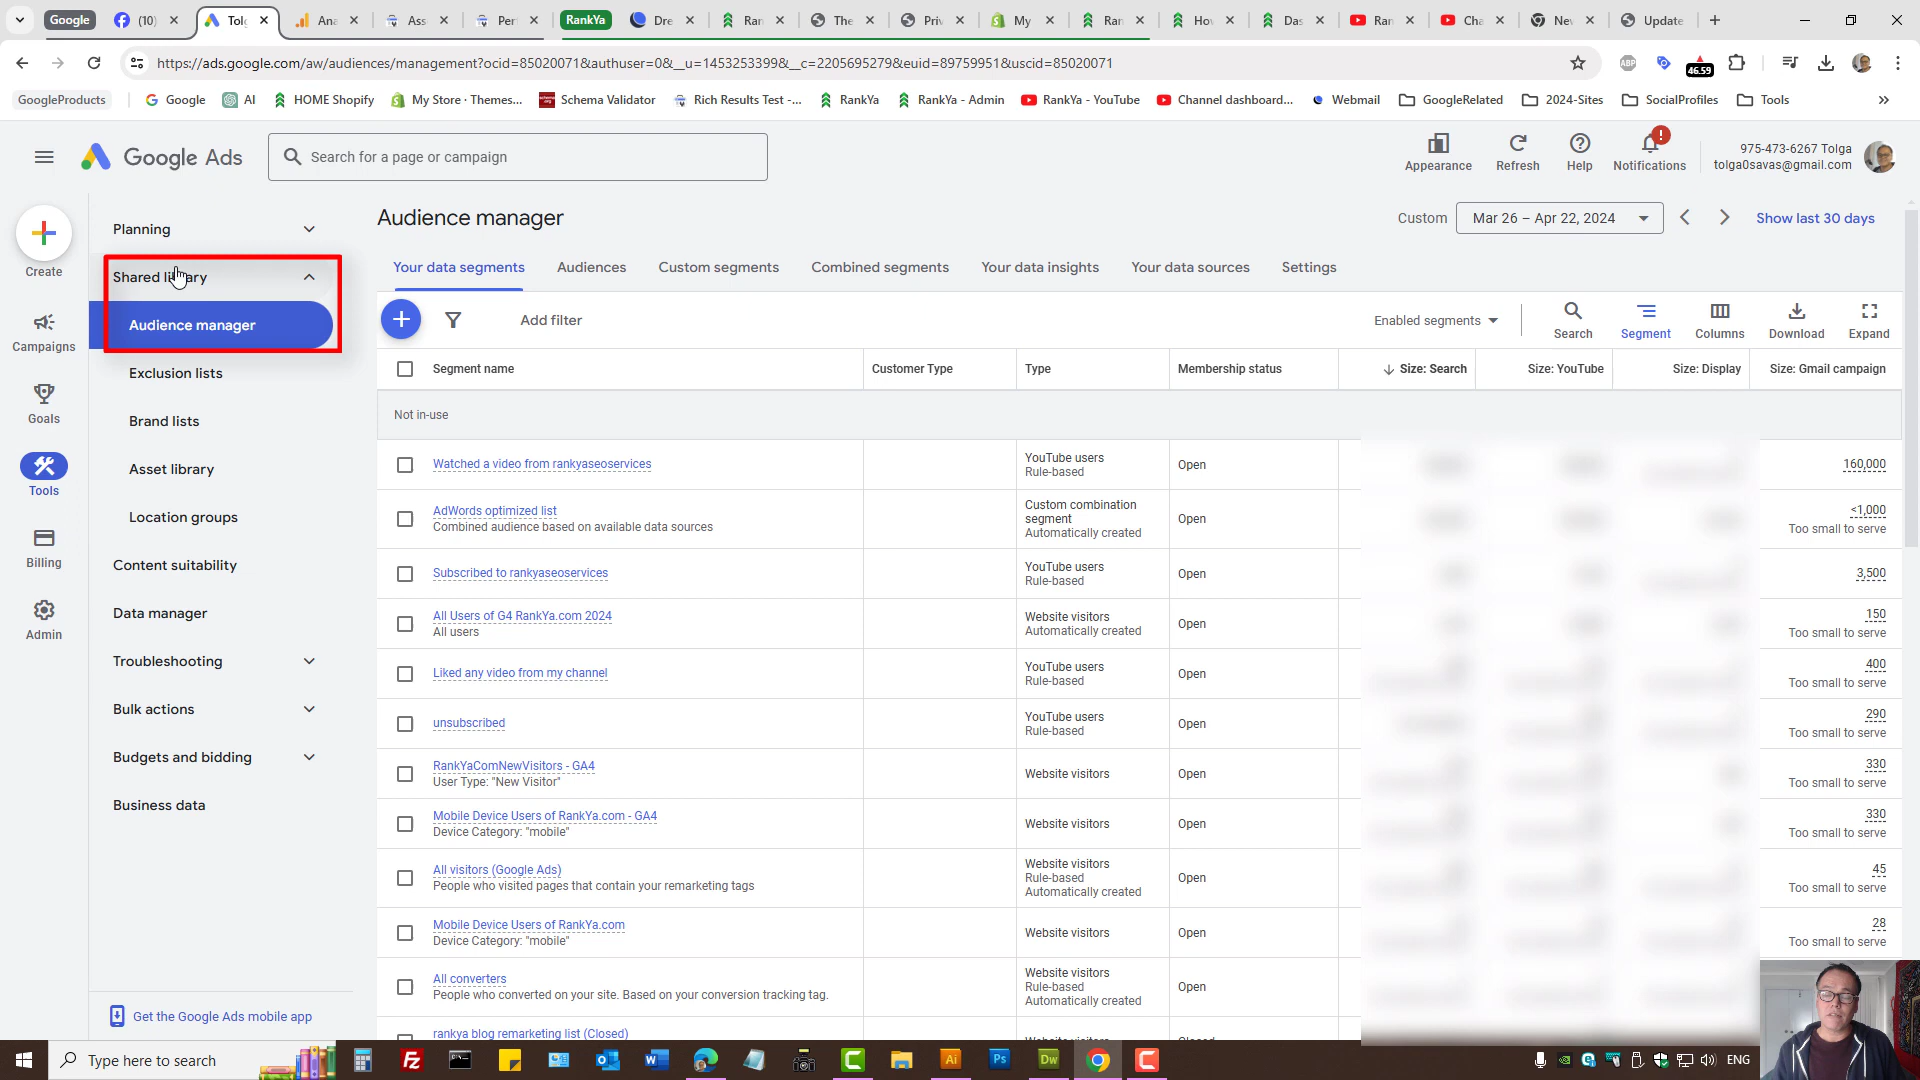 Google
(10)
Tol
Ana
Ass
Per
RankYa
Dre
Ran
The
Priv
My
Ran
Hov
Das
Ran
Cha
Nev
Update
https://ads.google.com/aw/audiences/management?ocid=85020071&authuser=0&__u=1453253399&__c=2205695279&euid=89759951&uscid=85020071
ABP
46.59
GoogleProducts
Google
AI
HOME Shopify
My Store · Themes...
Schema Validator
Rich Results Test -...
RankYa
RankYa - Admin
RankYa - YouTube
Channel dashboard...
Webmail
GoogleRelated
2024-Sites
SocialProfiles
Tools
Google Ads
Search for a page or campaign
Appearance
Refresh
Help
Notifications
975-473-6267 Tolga
tolga0savas@gmail.com
Create
Campaigns
Goals
Tools
Billing
Admin
Planning
Shared library
Audience manager
Exclusion lists
Brand lists
Asset library
Location groups
Content suitability
Data manager
Troubleshooting
Bulk actions
Budgets and bidding
Business data
Get the Google Ads mobile app
Audience manager
Custom
Mar 26 – Apr 22, 2024
Show last 30 days
Your data segments
Audiences
Custom segments
Combined segments
Your data insights
Your data sources
Settings
Add filter
Enabled segments
Search
Segment
Columns
Download
Expand
Segment name
Customer Type
Type
Membership status
Size: Search
Size: YouTube
Size: Display
Size: Gmail campaign
Not in-use
Watched a video from rankyaseoservices
YouTube users
Rule-based
Open
160,000
AdWords optimized list
Combined audience based on available data sources
Custom combination
segment
Automatically created
Open
<1,000
Too small to serve
Subscribed to rankyaseoservices
YouTube users
Rule-based
Open
3,500
All Users of G4 RankYa.com 2024
All users
Website visitors
Automatically created
Open
150
Too small to serve
Liked any video from my channel
YouTube users
Rule-based
Open
400
Too small to serve
unsubscribed
YouTube users
Rule-based
Open
290
Too small to serve
RankYaComNewVisitors - GA4
User Type: "New Visitor"
Website visitors
Open
330
Too small to serve
Mobile Device Users of RankYa.com - GA4
Device Category: "mobile"
Website visitors
Open
330
Too small to serve
All visitors (Google Ads)
People who visited pages that contain your remarketing tags
Website visitors
Rule-based
Automatically created
Open
45
Too small to serve
Mobile Device Users of RankYa.com
Device Category: "mobile"
Website visitors
Open
28
Too small to serve
All converters
People who converted on your site. Based on your conversion tracking tag.
Website visitors
Rule-based
Automatically created
Open
rankya blog remarketing list (Closed)
Type here to search
Ai
Ps
Dw
ENG